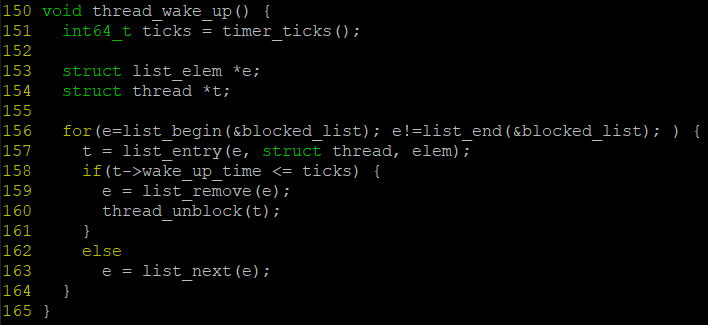 150 void thread_wake_up() {
151   int64_t ticks = timer_ticks();
152
153   struct list_elem *e;
154   struct thread *t;
155
156   for(e=list_begin(&blocked_list); e!=list_end(&blocked_list); ) {
157     t = list_entry(e, struct thread, elem);
158     if(t->wake_up_time <= ticks) {
159       e = list_remove(e);
160       thread_unblock(t);
161     }
162     else
163       e = list_next(e);
164   }
165 }